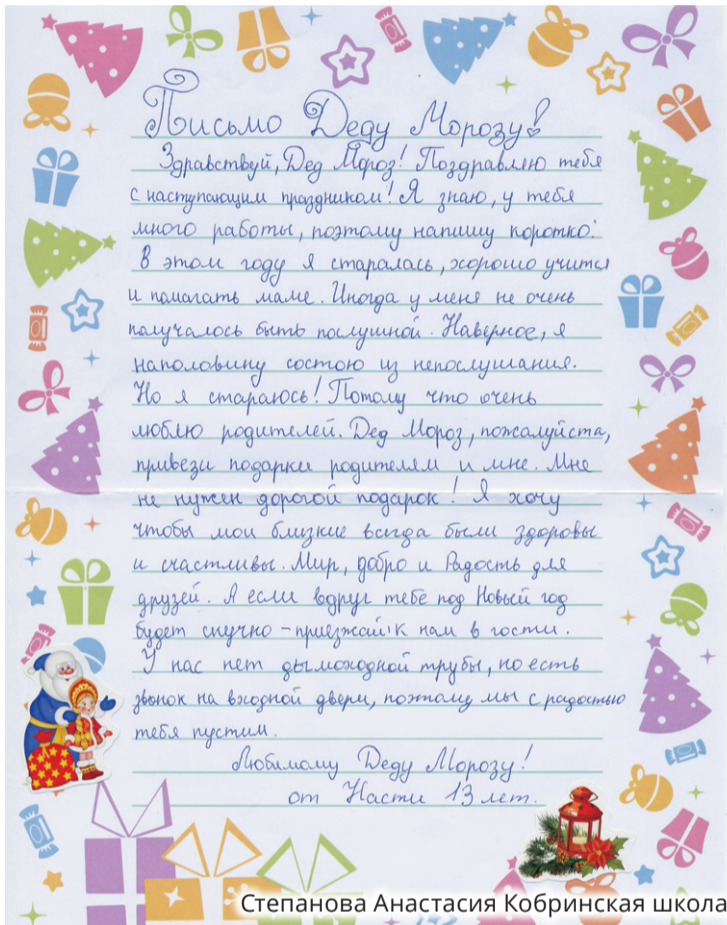 Письмо Деду Морозу!
Здравствуй, Дед Мороз! Поздравляю тебя
с наступающим праздником! Я знаю, у тебя
много работы, поэтому напишу коротко:
В этом году я старалась, хорошо учится
и помагать маме. Иногда у меня не очень
получалось быть послушной. Наверное, я
наполовину состою из непослушания.
Но я стараюсь! Потому что очень
люблю родителей. Дед Мороз, пожалуйста,
привези подарки родителям и мне. Мне
не нужен дорогой подарок! Я хочу
чтобы мои близкие всегда были здоровы
и счастливы. Мир, добро и Радость для
друзей. А если вдруг тебе под Новый год
будет скучно - приезжай к нам в гости.
У нас нет дымоходной трубы, но есть
звонок на входной двери, поэтому мы с радостью
тебя пустим.
Любимому Деду Морозу!
от Насти 13 лет.
Степанова Анастасия Кобринская школа